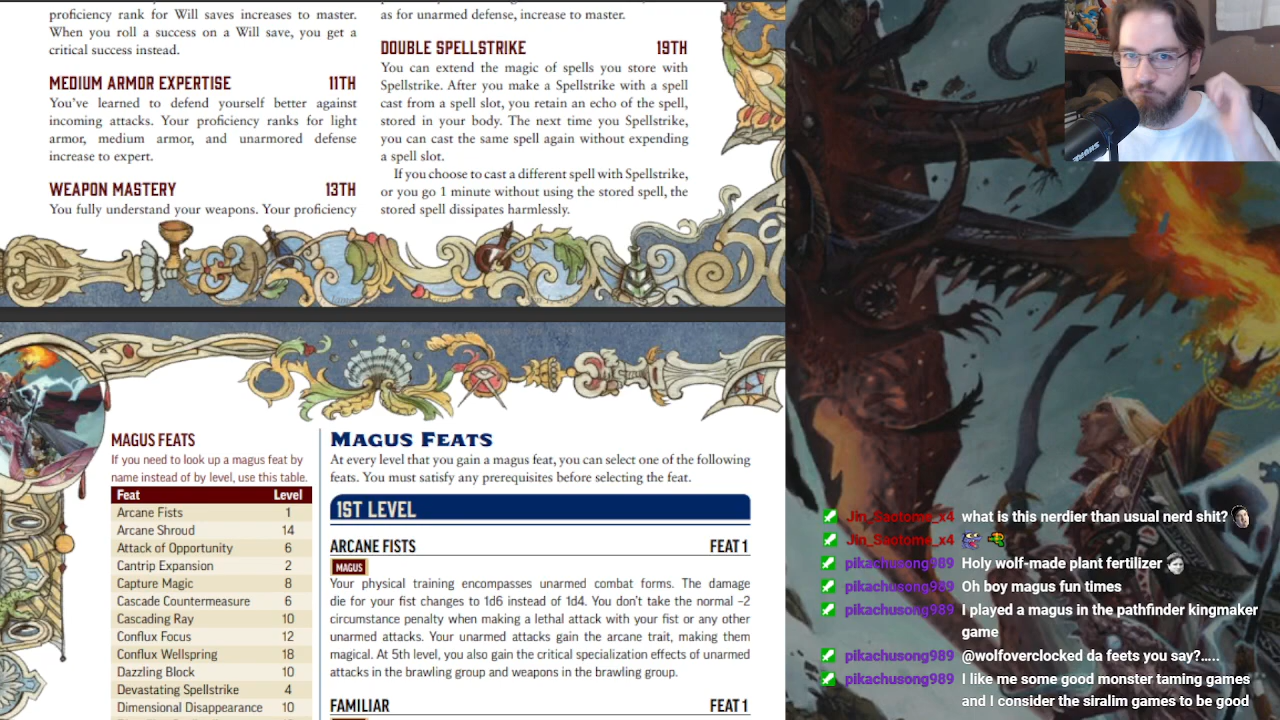 proficiency rank for Will saves increases to master.
When you roll a success on a Will save, you get a
critical success instead.
MEDIUM ARMOR EXPERTISE 11TH
You've learned to defend yourself better against
incoming attacks. Your proficiency ranks for light
armor, medium armor, and unarmored defense
increase to expert.
WEAPON MASTERY 13TH
You fully understand your weapons. Your proficiency
as for unarmed defense, increase to master.
DOUBLE SPELLSTRIKE 19TH
You can extend the magic of spells you store with
Spellstrike. After you make a Spellstrike with a spell
cast from a spell slot, you retain an echo of the spell,
stored in your body. The next time you Spellstrike,
you can cast the same spell again without expending
a spell slot.
If you choose to cast a different spell with Spellstrike,
or you go 1 minute without using the stored spell, the
stored spell dissipates harmlessly.
MAGUS FEATS
If you need to look up a magus feat by
name instead of by level, use this table.
Feat Level
Arcane Fists 1
Arcane Shroud 14
Attack of Opportunity 6
Cantrip Expansion 2
Capture Magic 8
Cascade Countermeasure 6
Cascading Ray 10
Conflux Focus 12
Conflux Wellspring 18
Dazzling Block 10
Devastating Spellstrike 4
Dimensional Disappearance 10
MAGUS FEATS
At every level that you gain a magus feat, you can select one of the following
feats. You must satisfy any prerequisites before selecting the feat.
1ST LEVEL
ARCANE FISTS FEAT 1
MAGUS
Your physical training encompasses unarmed combat forms. The damage
die for your fist changes to 1d6 instead of 1d4. You don't take the normal –2
circumstance penalty when making a lethal attack with your fist or any other
unarmed attacks. Your unarmed attacks gain the arcane trait, making them
magical. At 5th level, you also gain the critical specialization effects of unarmed
attacks in the brawling group and weapons in the brawling group.
FAMILIAR FEAT 1
Jin_Saotome_x4 what is this nerdier than usual nerd shit?
Jin_Saotome_x4
pikachusong989 Holy wolf-made plant fertilizer
pikachusong989 Oh boy magus fun times
pikachusong989 I played a magus in the pathfinder kingmaker
game
pikachusong989 @wolfoverclocked da feets you say?.....
pikachusong989 I like me some good monster taming games
and I consider the siralim games to be good